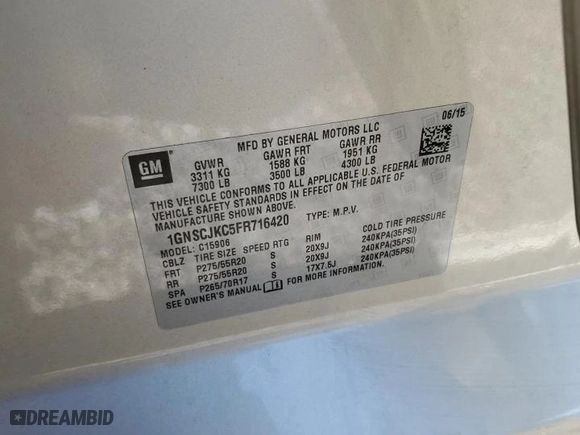 06/15
MFD BY GENERAL MOTORS LLC
GM
GVWR GAWR FRT GAWR RR
3311 KG 1588 KG 1951 KG
7300 LB 3500 LB 4300 LB
THIS VEHICLE CONFORMS TO ALL APPLICABLE U.S. FEDERAL MOTOR
VEHICLE SAFETY STANDARDS IN EFFECT ON THE DATE OF
MANUFACTURE SHOWN ABOVE.
1GNSCJKC5FR716420 TYPE: M.P.V.
MODEL: C15906
CBLZ TIRE SIZE SPEED RTG RIM COLD TIRE PRESSURE
FRT P275/55R20 S 20X9J 240KPA(35PSI)
RR P275/55R20 S 20X9J 240KPA(35PSI)
SPA P265/70R17 S 17X7.5J 240KPA(35PSI)
SEE OWNER'S MANUAL FOR MORE INFORMATION.
DREAMBID